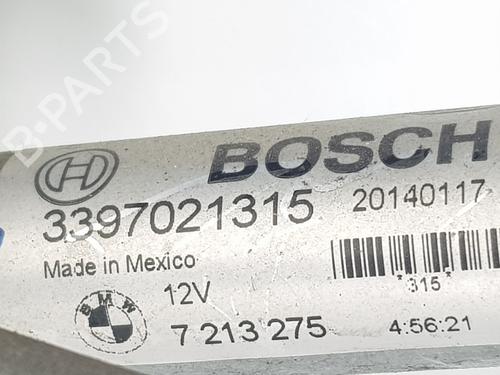 B-PARTS
BOSCH
3397021315 20140117
Made in Mexico
*315*
12V
BMW
7 213 275 4:56:21